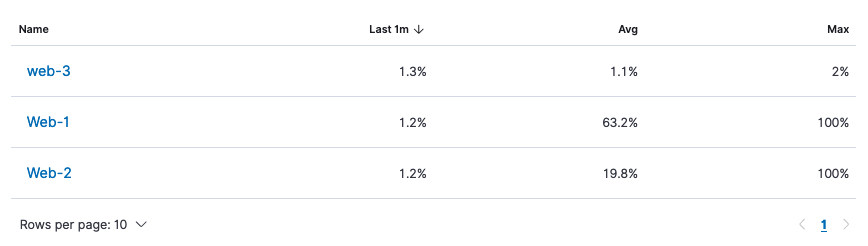 Name Last 1m ↓ Avg Max
web-3 1.3% 1.1% 2%
Web-1 1.2% 63.2% 100%
Web-2 1.2% 19.8% 100%
Rows per page: 10 1